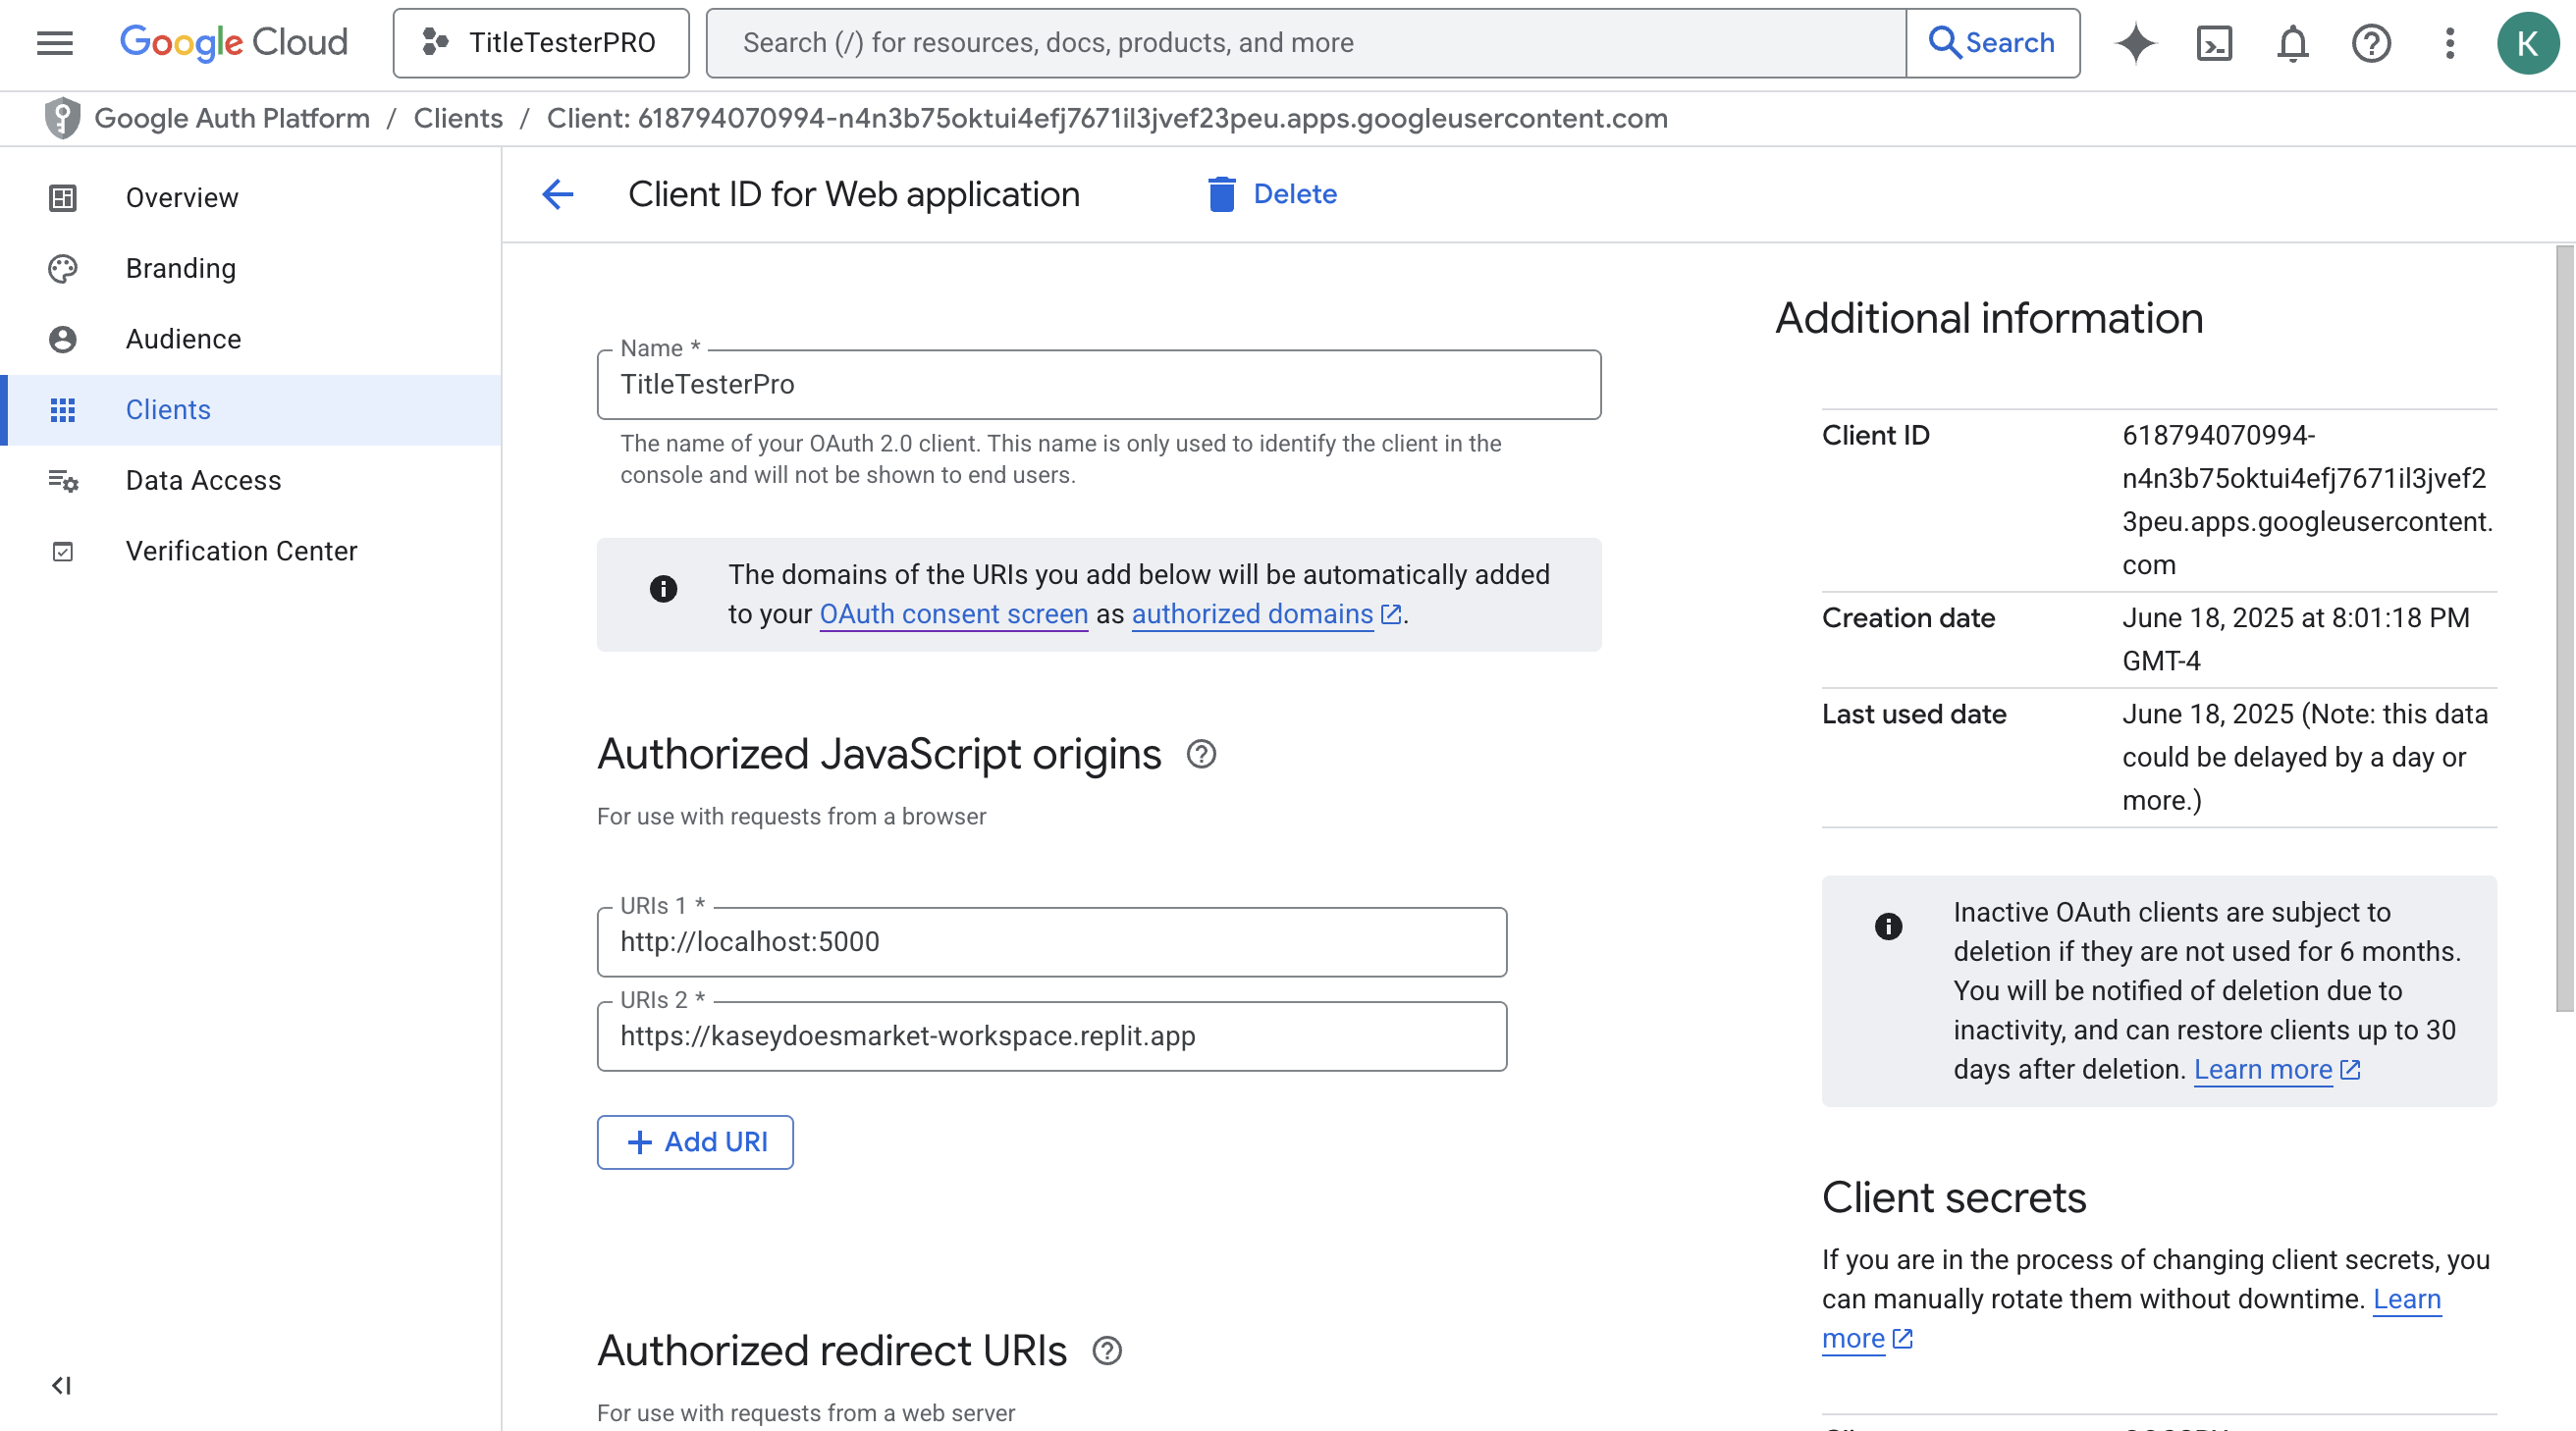 Google Cloud
TitleTesterPRO
Search (/) for resources, docs, products, and more
Search
K
Google Auth Platform / Clients / Client: 618794070994-n4n3b75oktui4efj7671il3jvef23peu.apps.googleusercontent.com
Overview
Branding
Audience
Clients
Data Access
Verification Center
Client ID for Web application
Delete
Name *
TitleTesterPro
The name of your OAuth 2.0 client. This name is only used to identify the client in the
console and will not be shown to end users.
The domains of the URIs you add below will be automatically added
to your OAuth consent screen as authorized domains.
Authorized JavaScript origins
For use with requests from a browser
URIs 1 *
http://localhost:5000
URIs 2 *
https://kaseydoesmarket-workspace.replit.app
Add URI
Authorized redirect URIs
For use with requests from a web server
Additional information
Client ID
618794070994-
n4n3b75oktui4efj7671il3jvef2
3peu.apps.googleusercontent.
com
Creation date
June 18, 2025 at 8:01:18 PM
GMT-4
Last used date
June 18, 2025 (Note: this data
could be delayed by a day or
more.)
Inactive OAuth clients are subject to
deletion if they are not used for 6 months.
You will be notified of deletion due to
inactivity, and can restore clients up to 30
days after deletion. Learn more
Client secrets
If you are in the process of changing client secrets, you
can manually rotate them without downtime. Learn
more